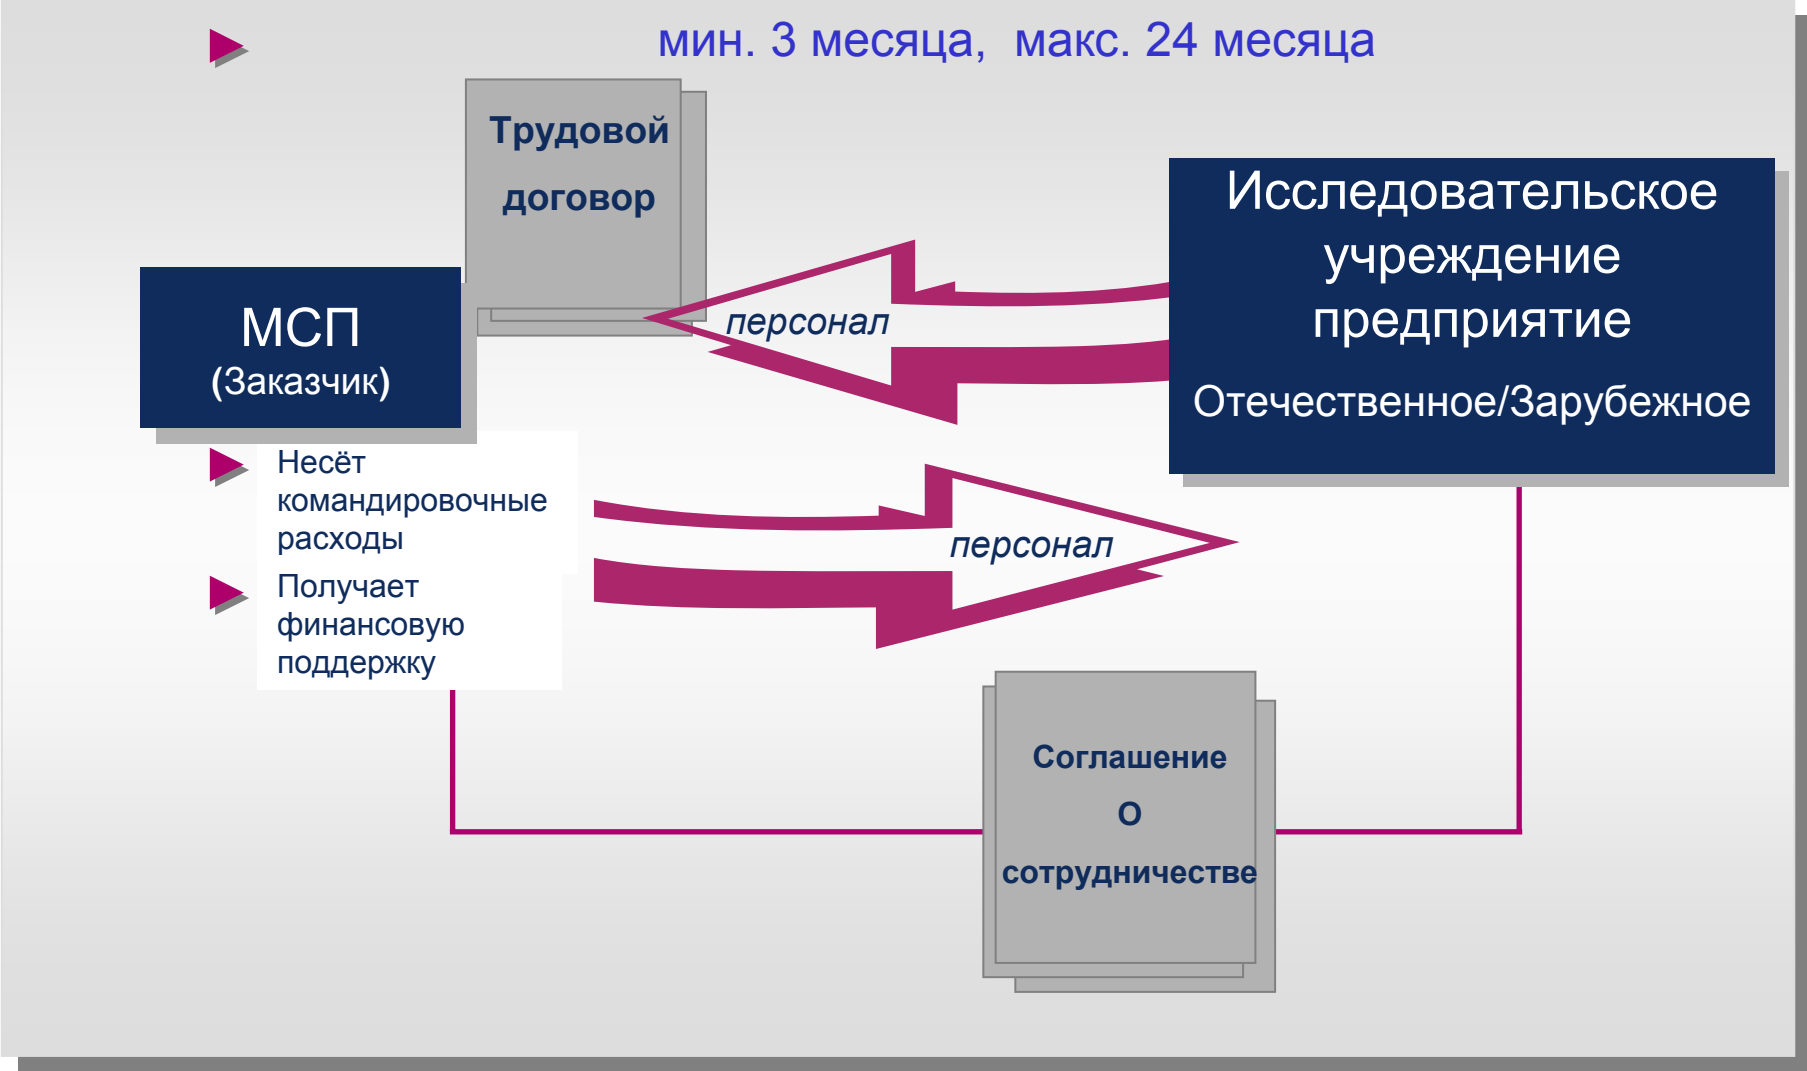 мин. 3 месяца, макс. 24 месяца
Трудовой
договор
Исследовательское
учреждение
предприятие
Отечественное/Зарубежное
МСП
(Заказчик)
персонал
Несёт
командировочные
расходы
Получает
финансовую
поддержку
персонал
Соглашение
О
сотрудничестве